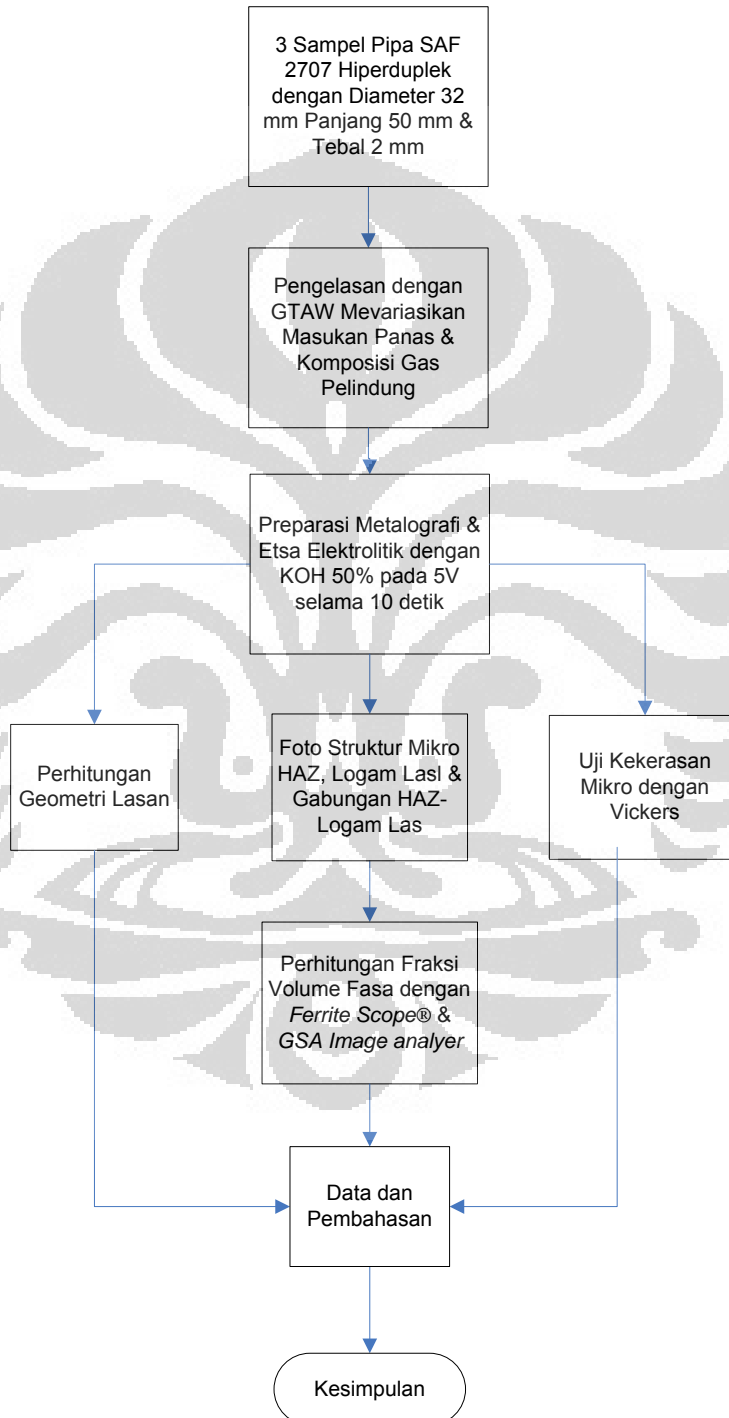 3 Sampel Pipa SAF
2707 Hiperduplek
dengan Diameter 32
mm Panjang 50 mm &
Tebal 2 mm
Pengelasan dengan
GTAW Mevariasikan
Masukan Panas &
Komposisi Gas
Pelindung
Preparasi Metalografi &
Etsa Elektrolitik dengan
KOH 50% pada 5V
selama 10 detik
Perhitungan
Geometri Lasan
Foto Struktur Mikro
HAZ, Logam Lasl &
Gabungan HAZ-
Logam Las
Uji Kekerasan
Mikro dengan
Vickers
Perhitungan Fraksi
Volume Fasa dengan
Ferrite Scope® &
GSA Image analyer
Data dan
Pembahasan
Kesimpulan